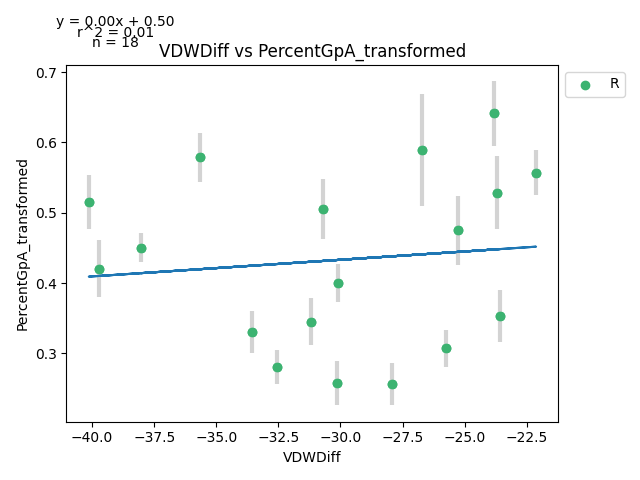 y = 0.00x + 0.50
r^2 = 0.01
n = 18
VDWDiff vs PercentGpA_transformed
R
PercentGpA_transformed
0.7
0.6
0.5
0.4
0.3
−40.0 −37.5 −35.0 −32.5 −30.0 −27.5 −25.0 −22.5
VDWDiff